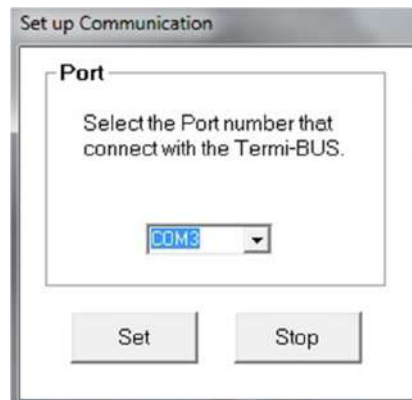 Set up Communication
Port
Select the Port number that
connect with the Termi-BUS.
COM3
Set
Stop